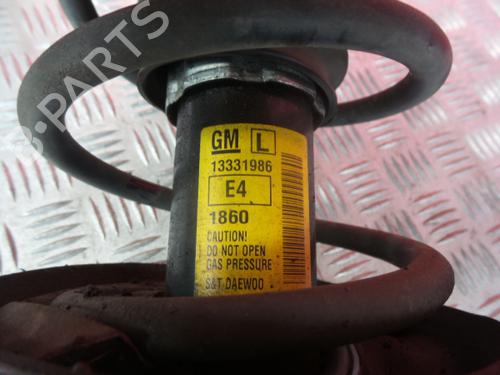 B-PARTS
GM L
13331986
E4
1860
CAUTION!
DO NOT OPEN
GAS PRESSURE
S&T DAEWOO